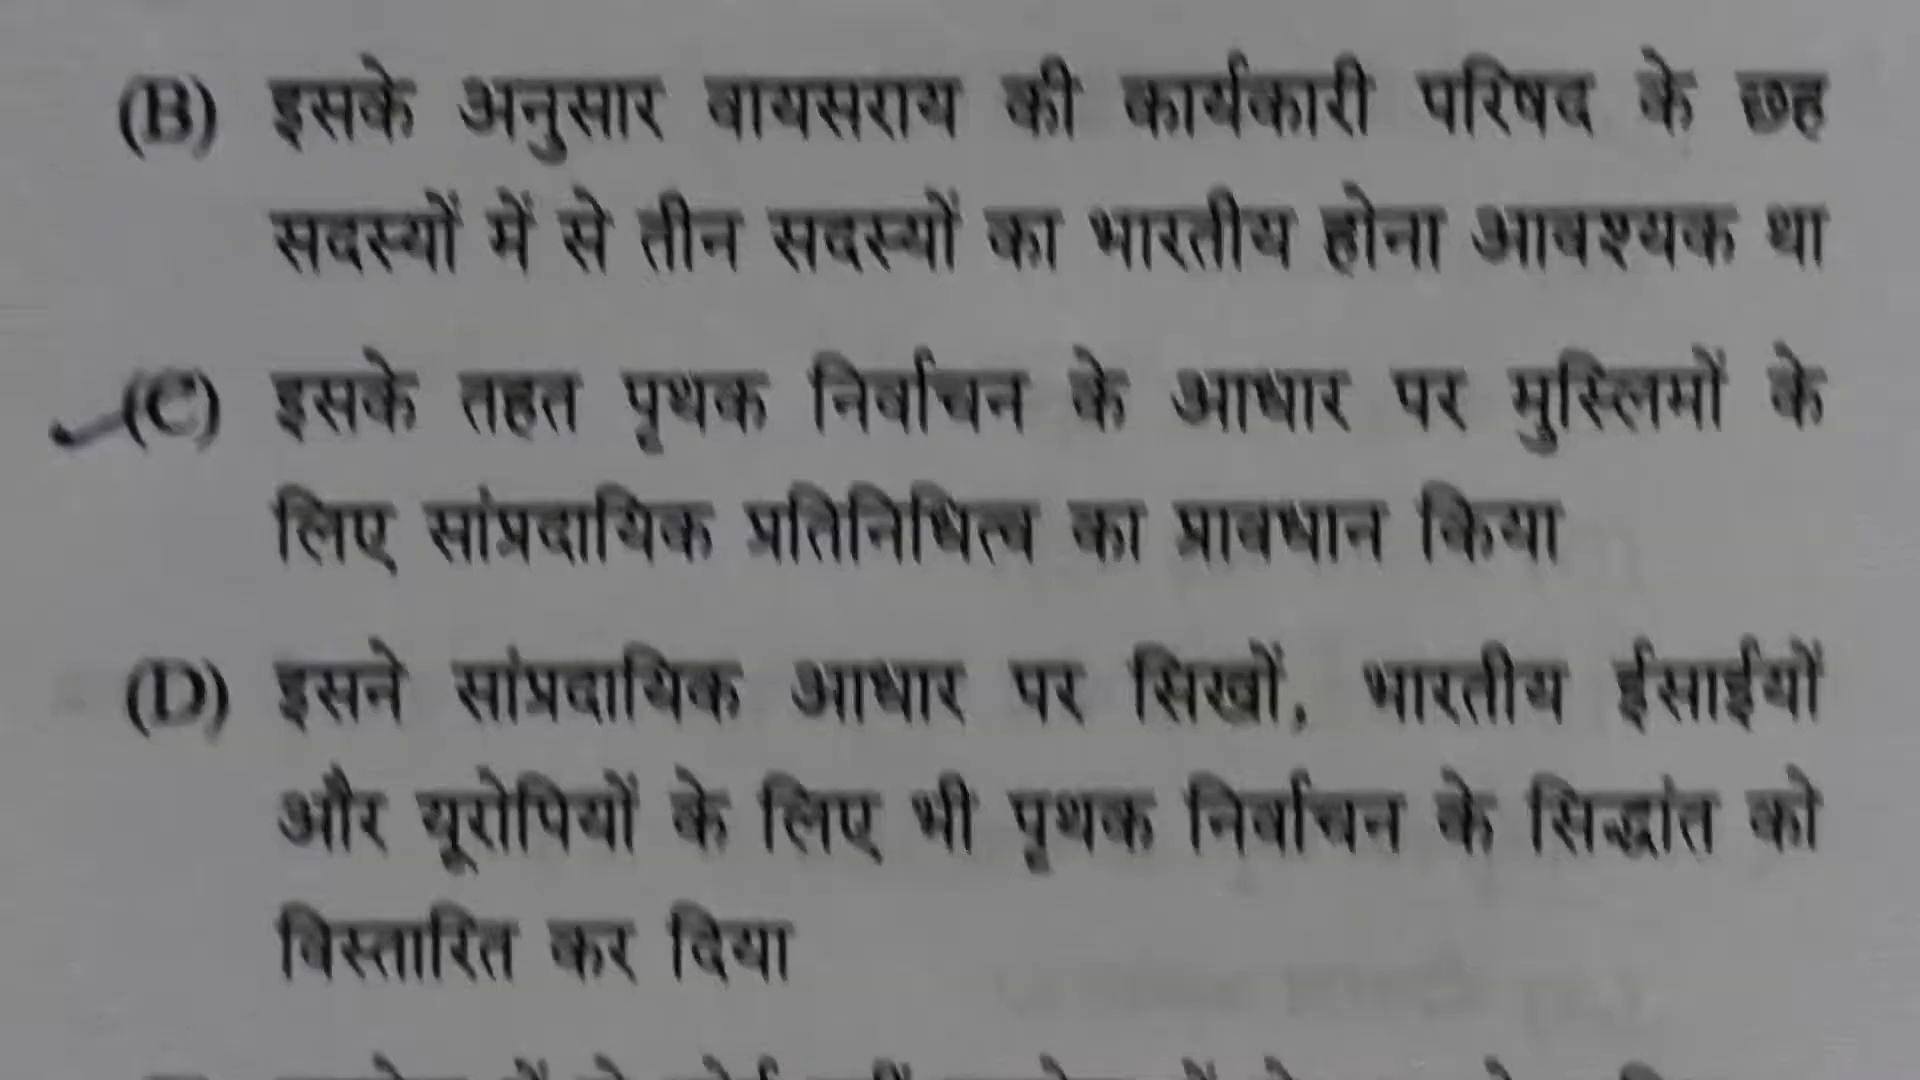 (B) इसके अनुसार वायसराय की कार्यकारी परिषद के छह
सदस्यों में से तीन सदस्यों का भारतीय होना आवश्यक था
(C) इसके तहत पृथक निर्वाचन के आधार पर मुस्लिमों के
लिए सांप्रदायिक प्रतिनिधित्व का प्रावधान किया
(D) इसने सांप्रदायिक आधार पर सिखों, भारतीय ईसाईयों
और यूरोपियों के लिए भी पृथक निर्वाचन के सिद्धांत को
विस्तारित कर दिया